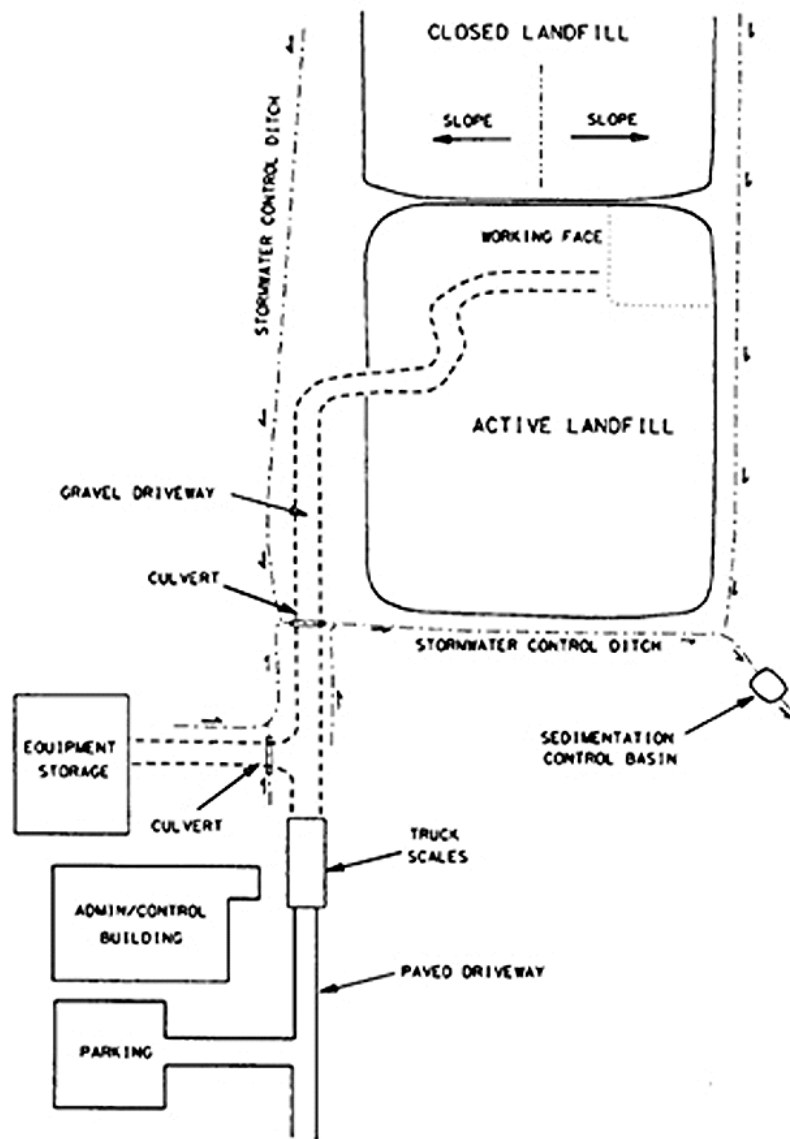 CLOSED LANDFILL
SLOPE
SLOPE
STORMWATER CONTROL DITCH
WORKING FACE
ACTIVE LANDFILL
GRAVEL DRIVEWAY
CULVERT
STORMWATER CONTROL DITCH
EQUIPMENT
STORAGE
SEDIMENTATION
CONTROL BASIN
CULVERT
TRUCK
SCALES
ADMIN/CONTROL
BUILDING
PAVED DRIVEWAY
PARKING